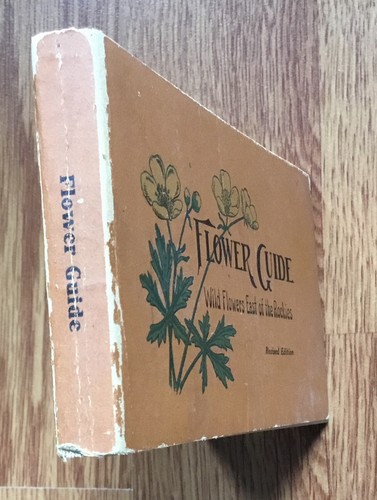 Flower Guide
FLOWER GUIDE
Wild Flowers East of the Rockies
Revised Edition